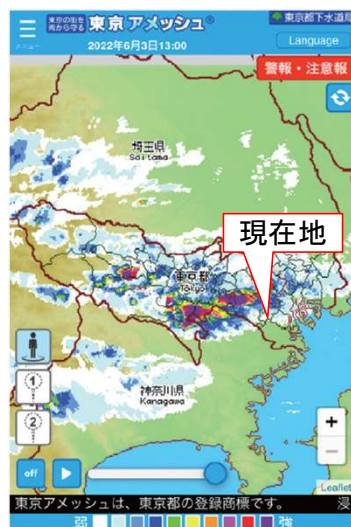 東京の街を
雨から守る
東京アメッシュ®
東京都下水道局
メニュー
2022年6月3日13:00
Language
警報・注意報
埼玉県
Saitama
現在地
東京都
Tokyo
1
2
神奈川県
Kanagawa
+
−
off
Leaflet
東京アメッシュは、東京都の登録商標です。
浸
弱
強